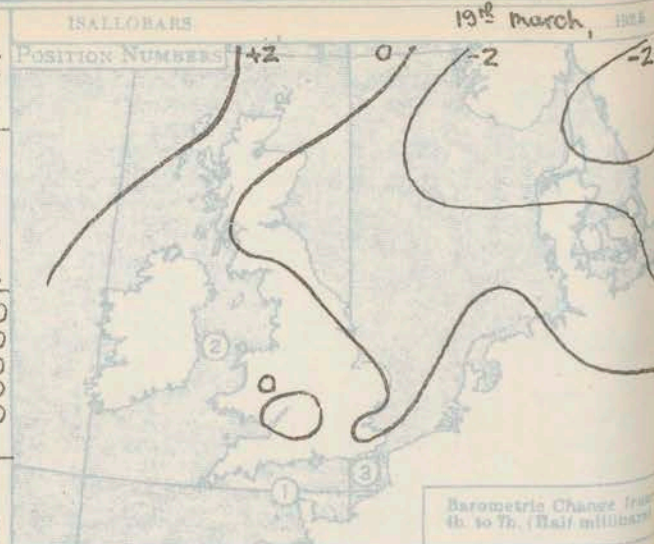 ISALLOBARS
19th March,
POSITION NUMBERS
+2
0
-2
-2
2
0
3
1
Barometric Change
4h. to 7h. (Half millibars)